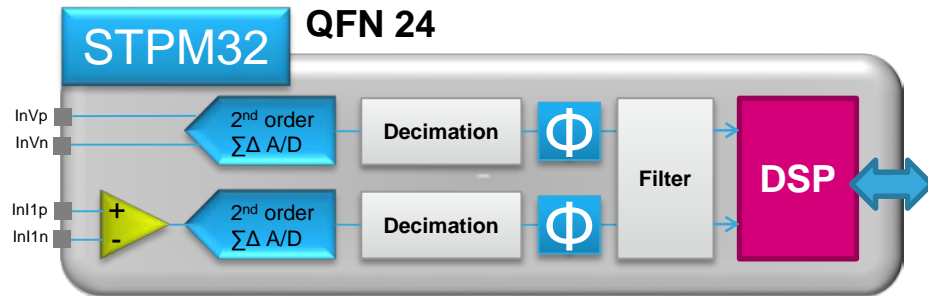 STPM32
QFN 24
InVp
InVn
2nd order
∑Δ A/D
Decimation
Φ
InI1p
InI1n
+
-
2nd order
∑Δ A/D
Decimation
Φ
Filter
DSP